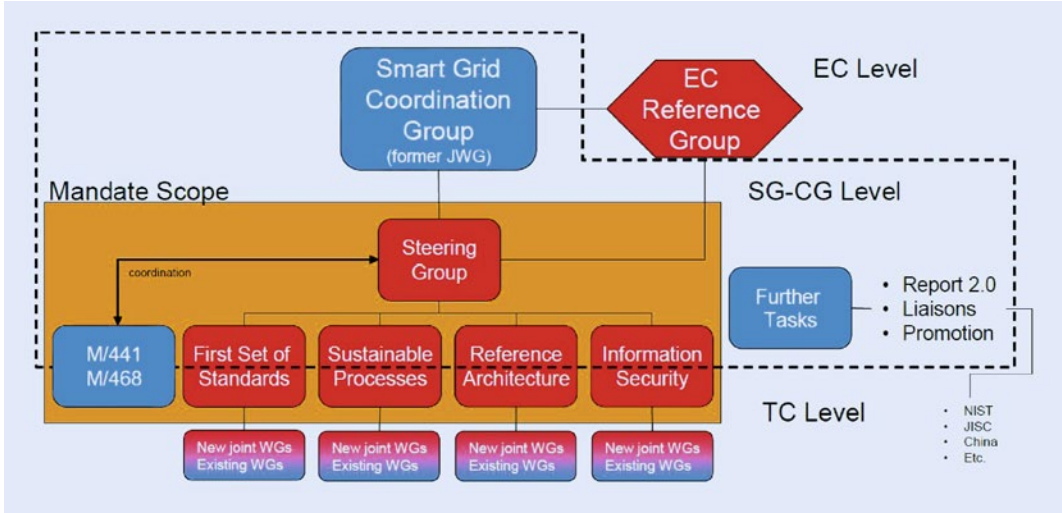 Smart Grid
Coordination
Group
(former JWG)
EC
Reference
Group
EC Level
Mandate Scope
SG-CG Level
Steering
Group
coordination
Further
Tasks
• Report 2.0
• Liaisons
• Promotion
M/441
M/468
First Set of
Standards
Sustainable
Processes
Reference
Architecture
Information
Security
TC Level
• NIST
• JISC
• China
• Etc.
New joint WGs
Existing WGs
New joint WGs
Existing WGs
New joint WGs
Existing WGs
New joint WGs
Existing WGs